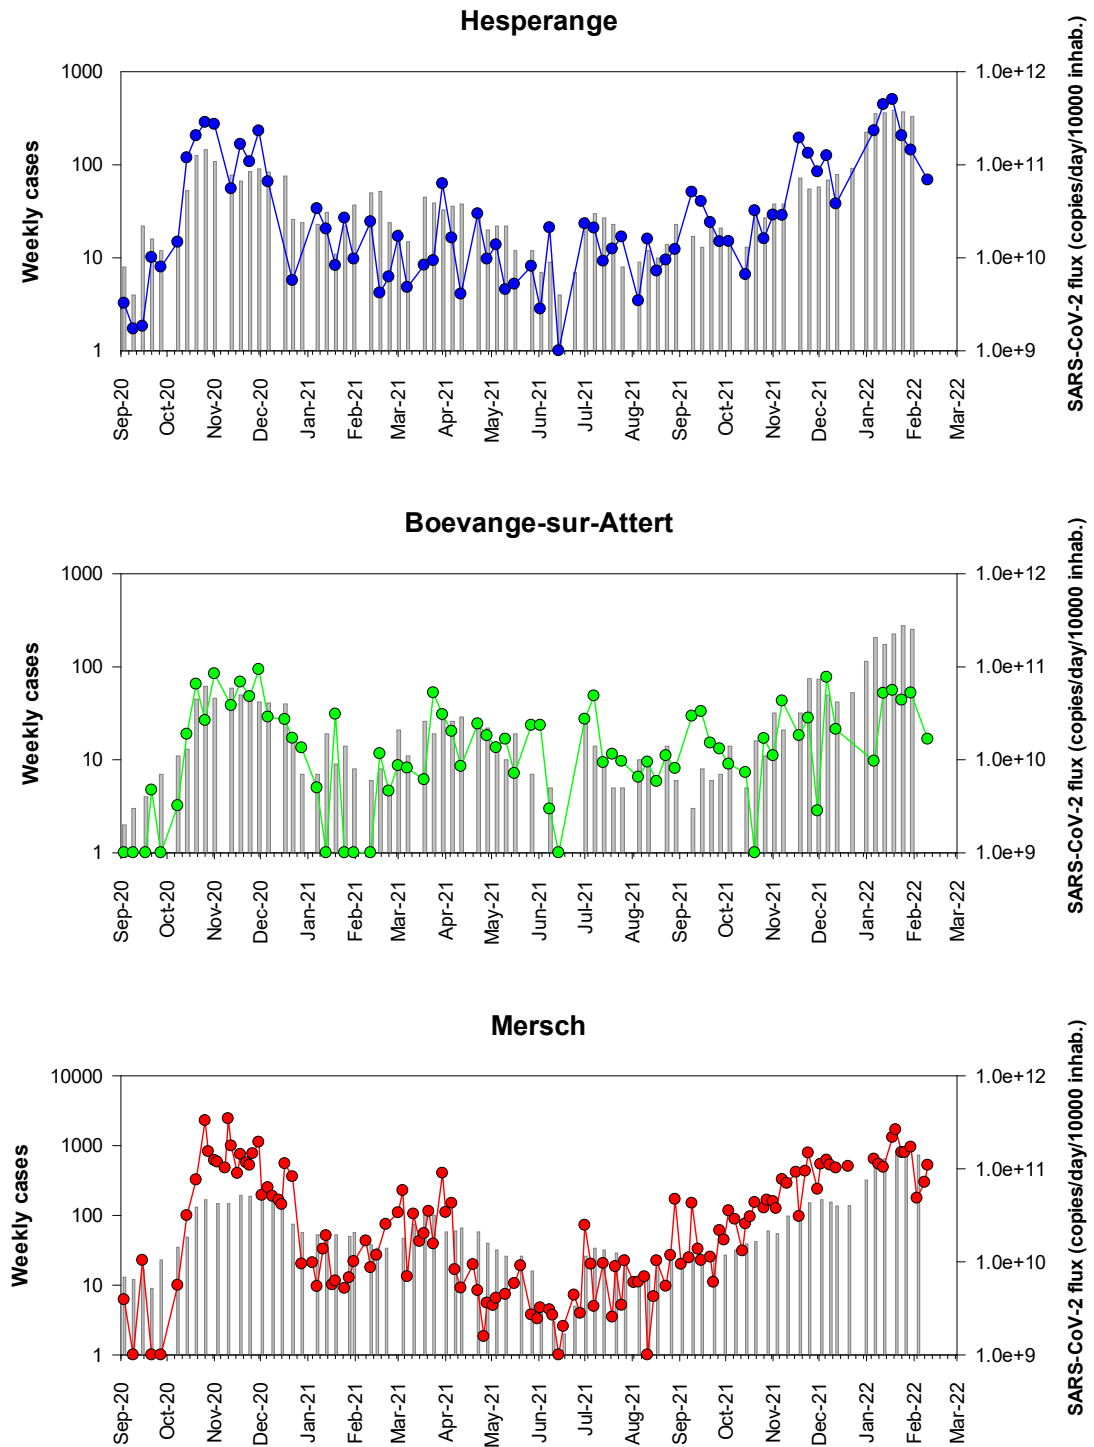 Hesperange
Weekly cases
1000
100
10
1
1.0e+12
1.0e+11
1.0e+10
1.0e+9
SARS-CoV-2 flux (copies/day/10000 inhab.)
Sep-20 Oct-20 Nov-20 Dec-20 Jan-21 Feb-21 Mar-21 Apr-21 May-21 Jun-21 Jul-21 Aug-21 Sep-21 Oct-21 Nov-21 Dec-21 Jan-22 Feb-22 Mar-22
Boevange-sur-Attert
Weekly cases
1000
100
10
1
1.0e+12
1.0e+11
1.0e+10
1.0e+9
SARS-CoV-2 flux (copies/day/10000 inhab.)
Sep-20 Oct-20 Nov-20 Dec-20 Jan-21 Feb-21 Mar-21 Apr-21 May-21 Jun-21 Jul-21 Aug-21 Sep-21 Oct-21 Nov-21 Dec-21 Jan-22 Feb-22 Mar-22
Mersch
Weekly cases
10000
1000
100
10
1
1.0e+12
1.0e+11
1.0e+10
1.0e+9
SARS-CoV-2 flux (copies/day/10000 inhab.)
Sep-20 Oct-20 Nov-20 Dec-20 Jan-21 Feb-21 Mar-21 Apr-21 May-21 Jun-21 Jul-21 Aug-21 Sep-21 Oct-21 Nov-21 Dec-21 Jan-22 Feb-22 Mar-22